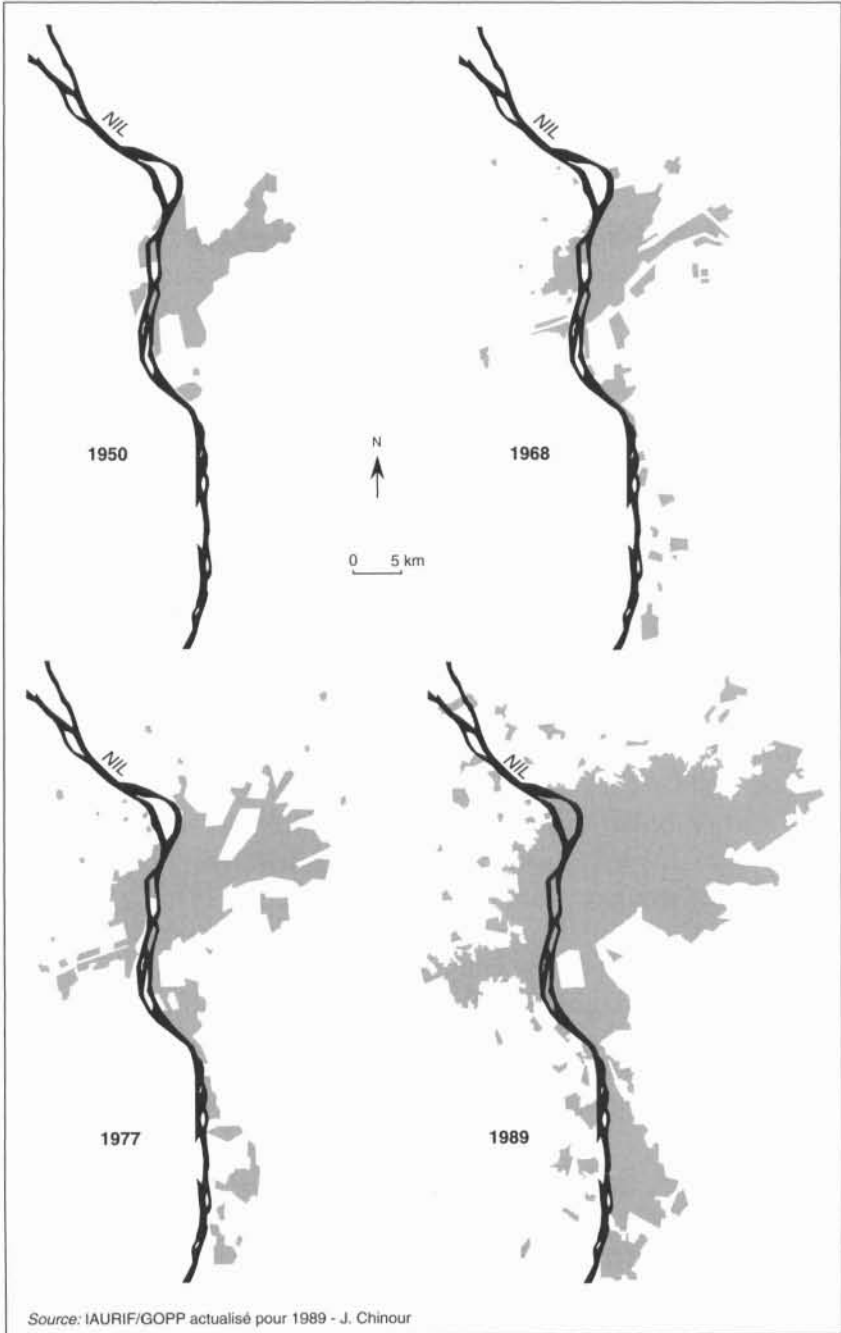 NIL
NIL
1950
N
1968
0 5 km
NIL
NIL
1977
1989
Source: IAURIF/GOPP actualisé pour 1989 - J. Chinour